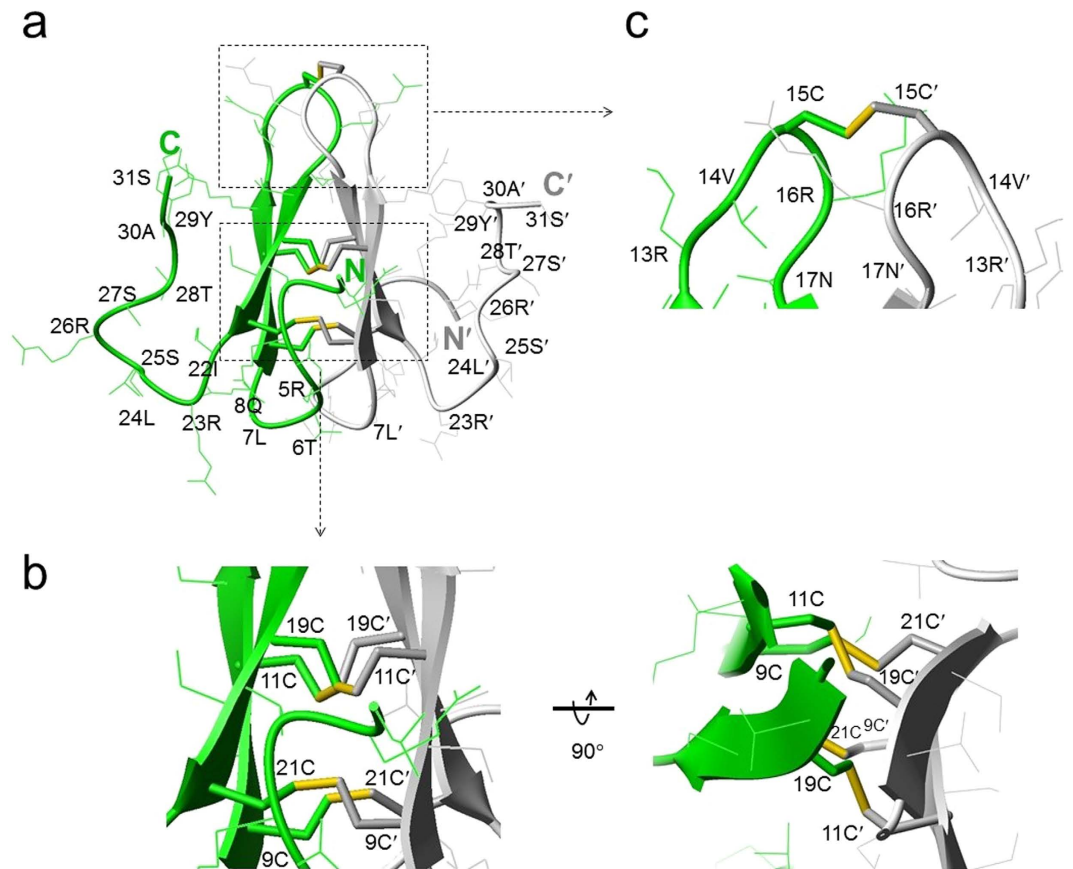 a
c
C
31S
29Y
30A
28T
27S
26R
25S
22I
24L
23R
8Q
7L
5R
6T
N
N′
7L′
C′
30A′
31S′
29Y′
28T′
27S′
26R′
25S′
24L′
23R′
15C
15C′
14V
16R
16R′
14V′
13R
17N
17N′
13R′
b
19C
19C′
11C
11C′
21C
21C′
9C
9C′
90°
11C
21C′
9C
19C′
21C
9C′
19C
11C′